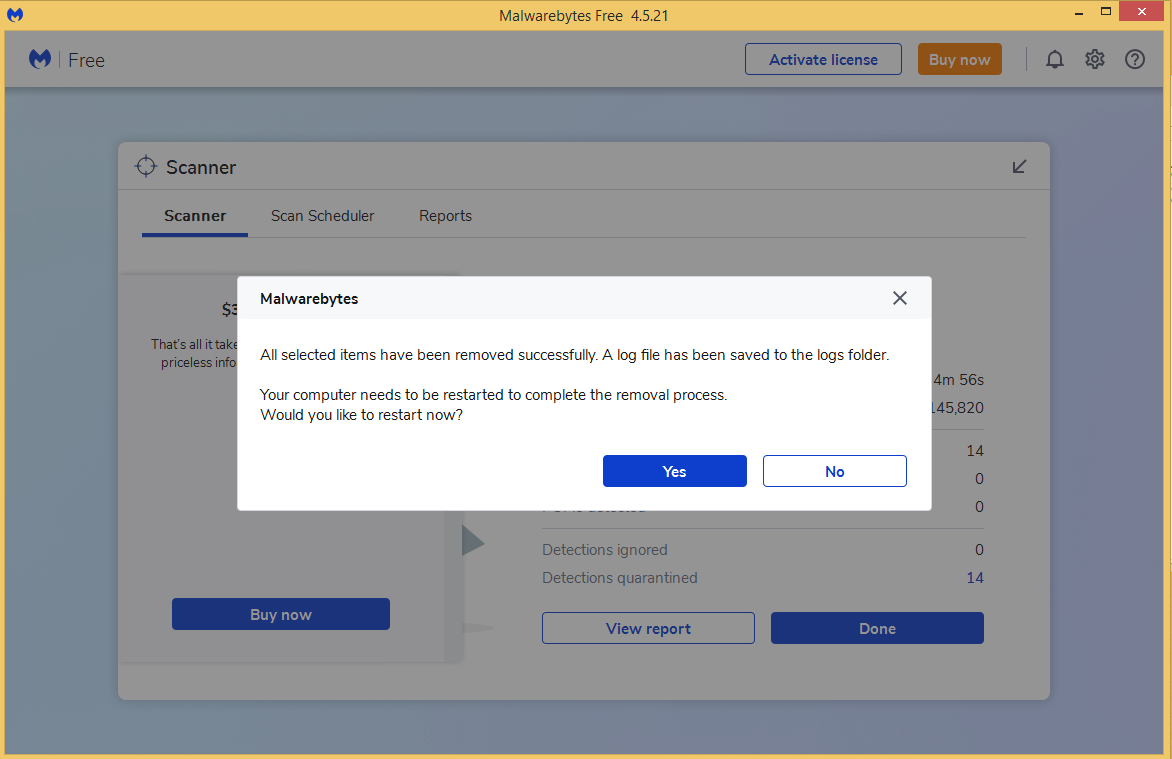 Malwarebytes Free 4.5.21
Free
Activate license
Buy now
Scanner
Scanner
Scan Scheduler
Reports
That's all it take
priceless info
Malwarebytes
All selected items have been removed successfully. A log file has been saved to the logs folder.
Your computer needs to be restarted to complete the removal process.
Would you like to restart now?
Yes
No
4m 56s
145,820
14
0
0
Detections ignored 0
Detections quarantined 14
Buy now
View report
Done